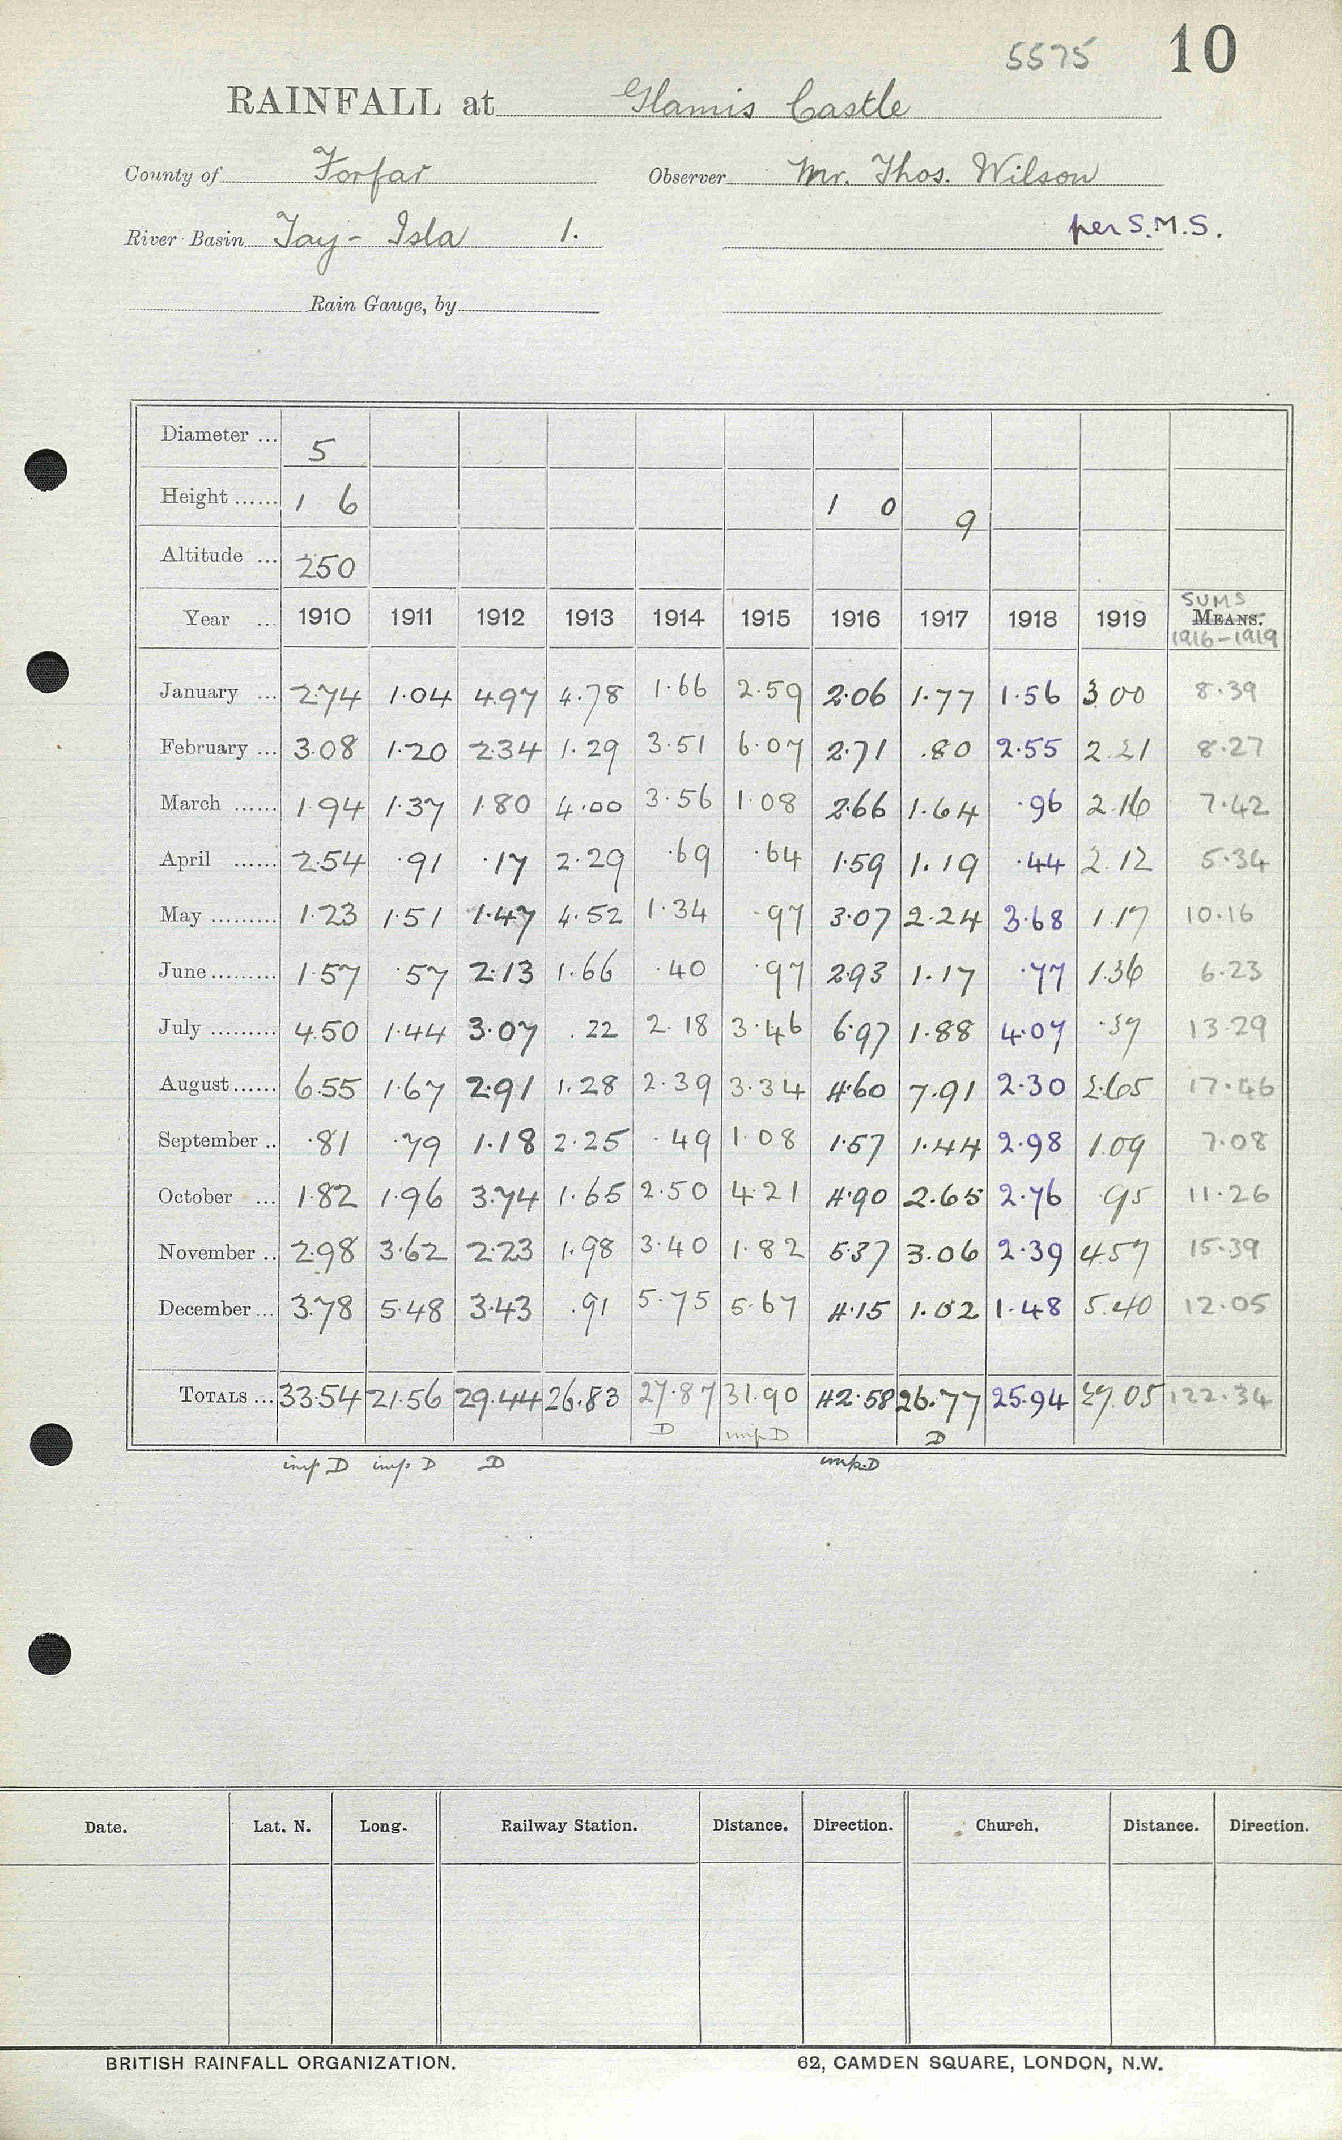 5575 10
RAINFALL at Glamis Castle
County of Forfar Observer Mr. Thos. Wilson
River Basin Tay - Isla 1. per S.M.S.
Rain Gauge, by
Diameter ... 5
Height ...... 1 6 1 0 9
Altitude ... 250
Year ... 1910 1911 1912 1913 1914 1915 1916 1917 1918 1919 SUMS MEANS. 1916-1919
January ... 2.74 1.04 4.97 4.78 1.66 2.59 2.06 1.77 1.56 3.00 8.39
February ... 3.08 1.20 2.34 1.29 3.51 6.07 2.71 .80 2.55 2.21 8.27
March ...... 1.94 1.37 1.80 4.00 3.56 1.08 2.66 1.64 .96 2.16 7.42
April ...... 2.54 .91 .17 2.29 .69 .64 1.59 1.19 .44 2.12 5.34
May ......... 1.23 1.51 1.47 4.52 1.34 .97 3.07 2.24 3.68 1.17 10.16
June ......... 1.57 .57 2.13 1.66 .40 .97 2.93 1.17 .77 1.36 6.23
July ......... 4.50 1.44 3.07 .22 2.18 3.46 6.97 1.88 4.07 .37 13.29
August ...... 6.55 1.67 2.91 1.28 2.39 3.34 4.60 7.91 2.30 2.65 17.46
September .. .81 .79 1.18 2.25 .49 1.08 1.57 1.44 2.98 1.09 7.08
October ... 1.82 1.96 3.74 1.65 2.50 4.21 4.90 2.65 2.76 .95 11.26
November .. 2.98 3.62 2.23 1.98 3.40 1.82 5.37 3.06 2.39 4.57 15.39
December ... 3.78 5.48 3.43 .91 5.75 5.67 4.15 1.02 1.48 5.40 12.05
TOTALS ... 33.54 21.56 29.44 26.83 27.87 31.90 42.58 26.77 25.94 27.05 122.34
D imp D D
imp D imp D D imp. D
Date. Lat. N. Long. Railway Station. Distance. Direction. Church. Distance. Direction.
BRITISH RAINFALL ORGANIZATION. 62, CAMDEN SQUARE, LONDON, N.W.